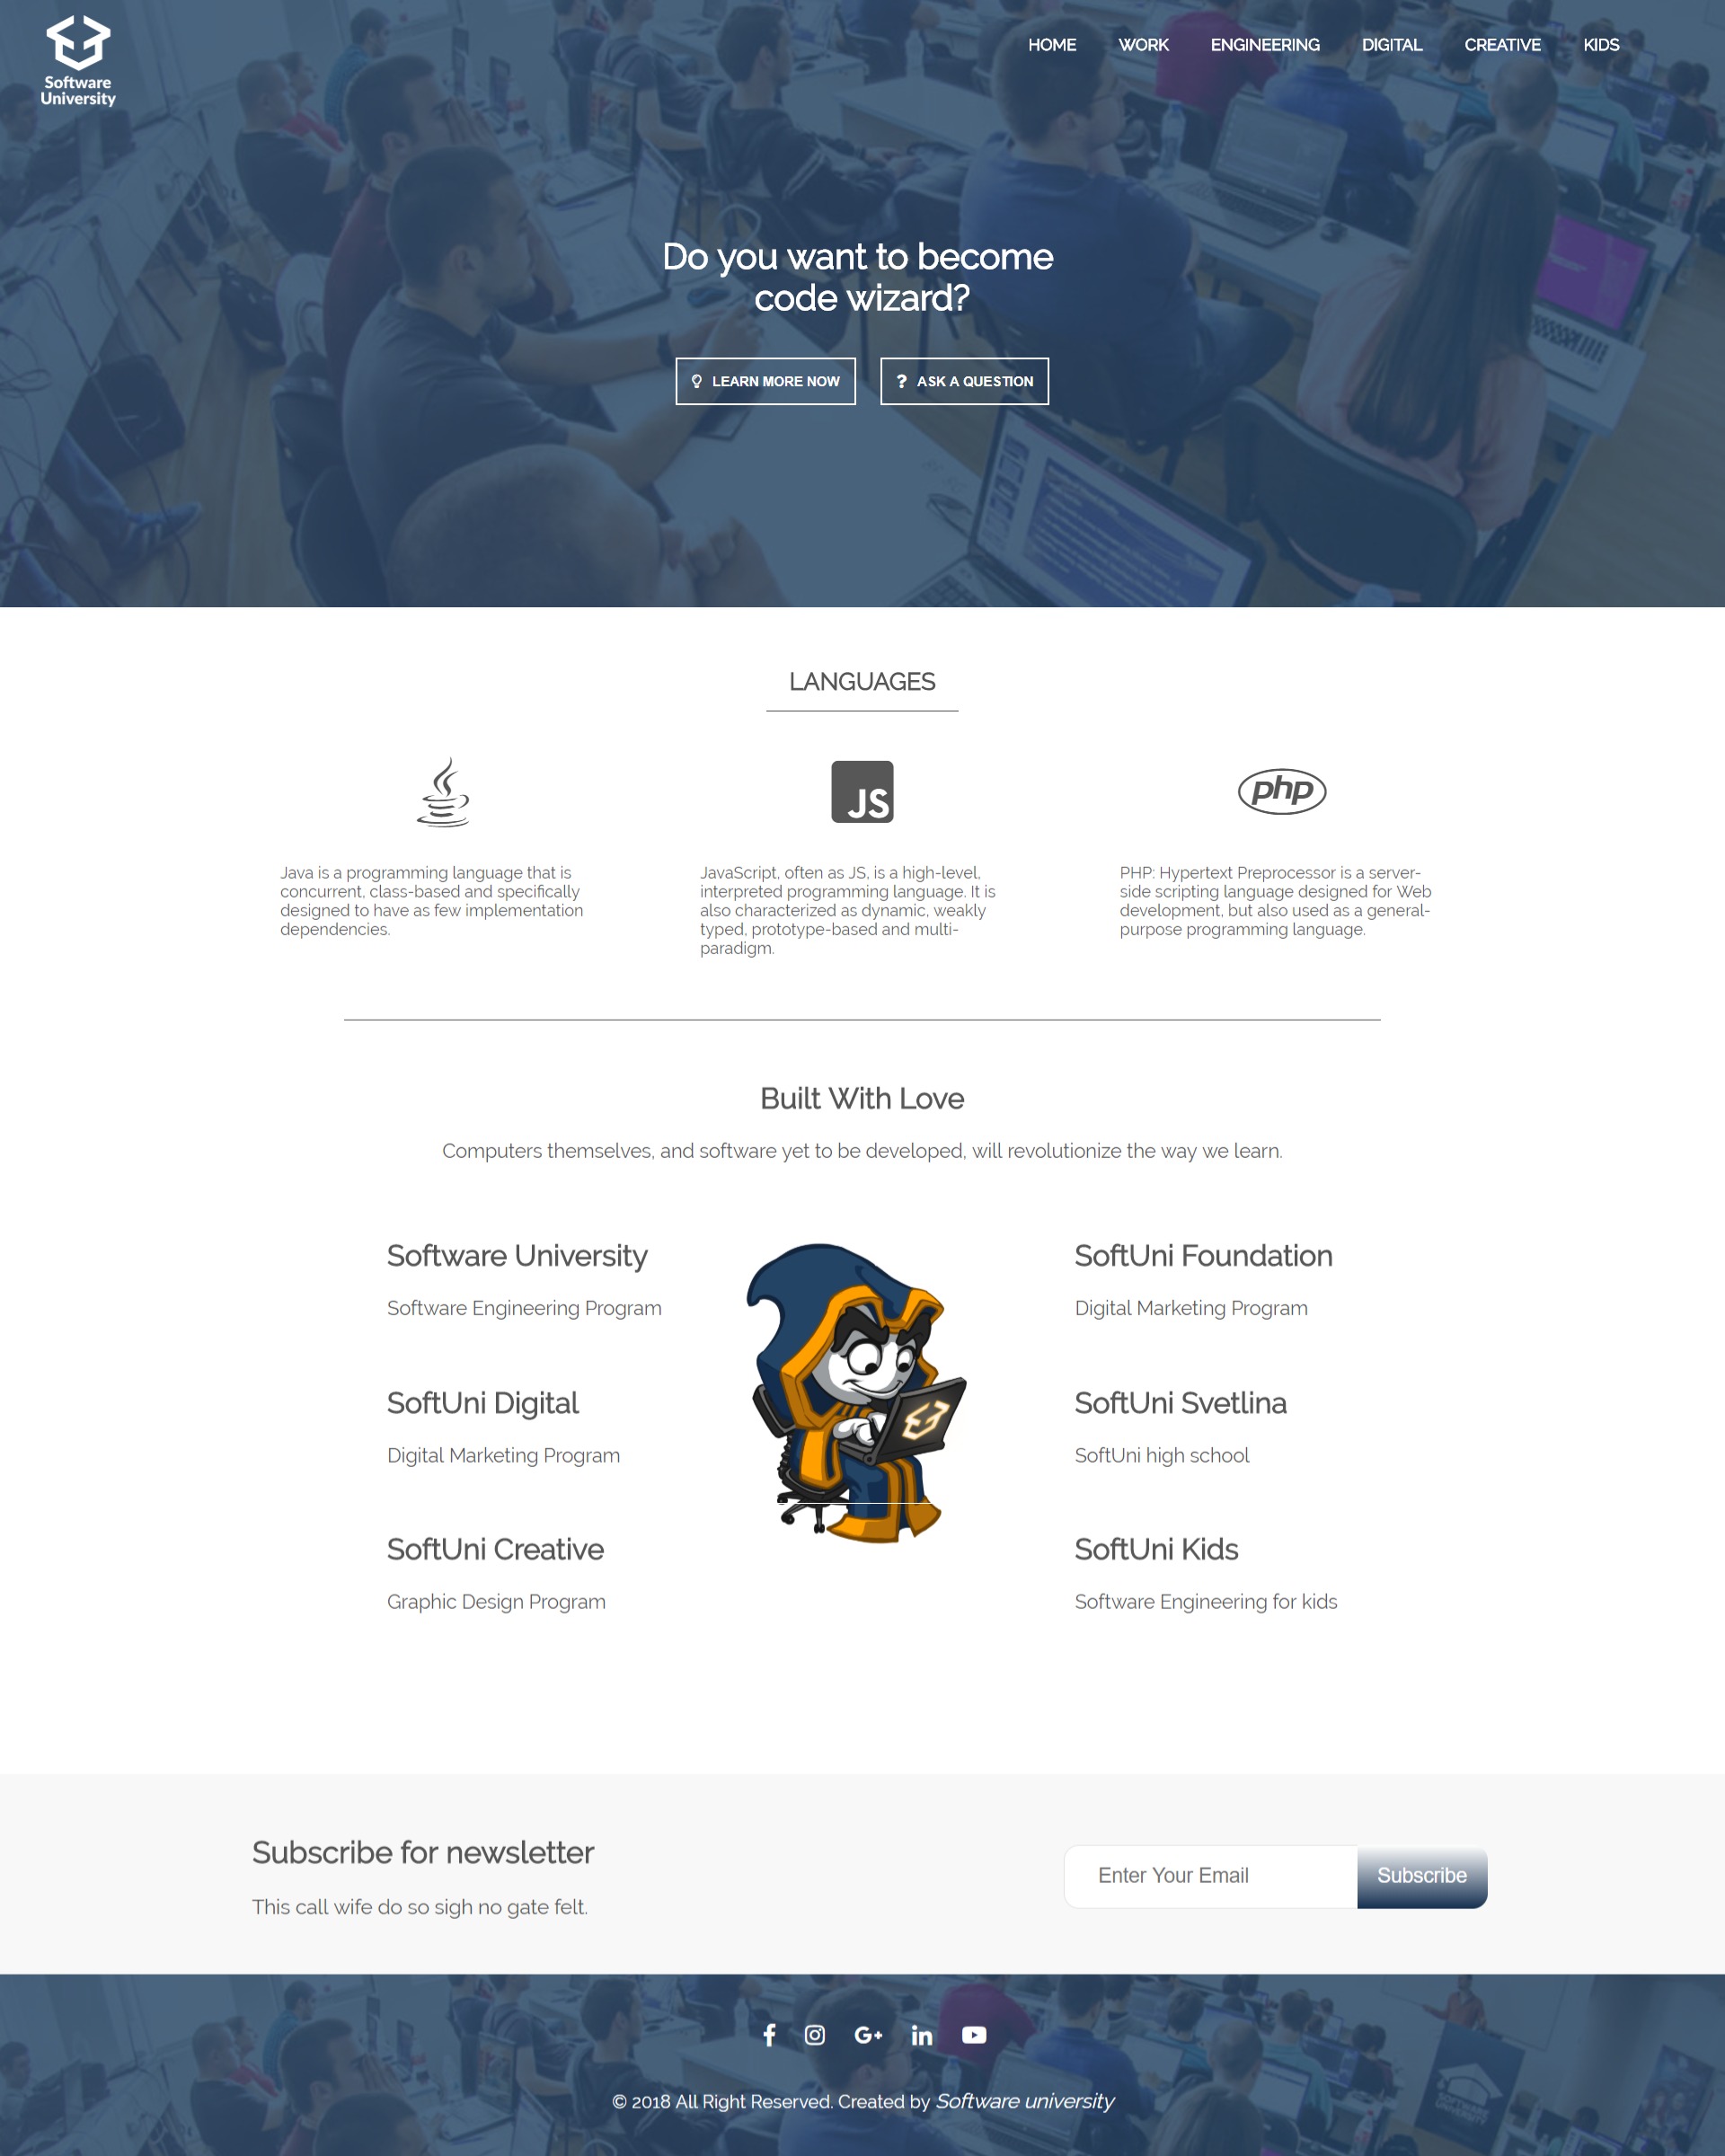 Software
University
HOME WORK ENGINEERING DIGITAL CREATIVE KIDS
Do you want to become
code wizard?
LEARN MORE NOW
? ASK A QUESTION
LANGUAGES
JS
php
Java is a programming language that is
concurrent, class-based and specifically
designed to have as few implementation
dependencies.
JavaScript, often as JS, is a high-level,
interpreted programming language. It is
also characterized as dynamic, weakly
typed, prototype-based and multi-
paradigm.
PHP: Hypertext Preprocessor is a server-
side scripting language designed for Web
development, but also used as a general-
purpose programming language.
Built With Love
Computers themselves, and software yet to be developed, will revolutionize the way we learn.
Software University
Software Engineering Program
SoftUni Digital
Digital Marketing Program
SoftUni Creative
Graphic Design Program
SoftUni Foundation
Digital Marketing Program
SoftUni Svetlina
SoftUni high school
SoftUni Kids
Software Engineering for kids
Subscribe for newsletter
This call wife do so sigh no gate felt.
Enter Your Email
Subscribe
f G+ in
© 2018 All Right Reserved. Created by Software university
SOFTWARE
UNIVERSITY